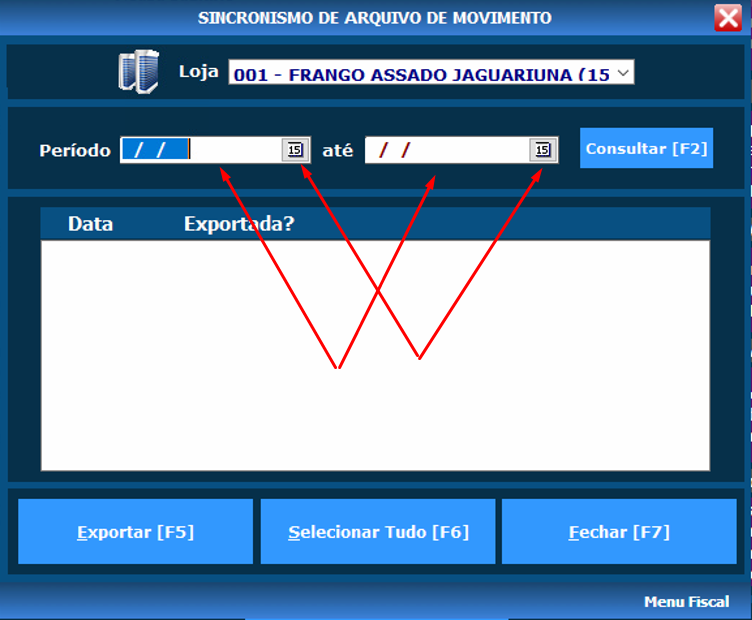 SINCRONISMO DE ARQUIVO DE MOVIMENTO
Loja 001 - FRANGO ASSADO JAGUARIUNA (15
Período / / 15 até / / 15 Consultar [F2]
Data Exportada?
Exportar [F5] Selecionar Tudo [F6] Fechar [F7]
Menu Fiscal